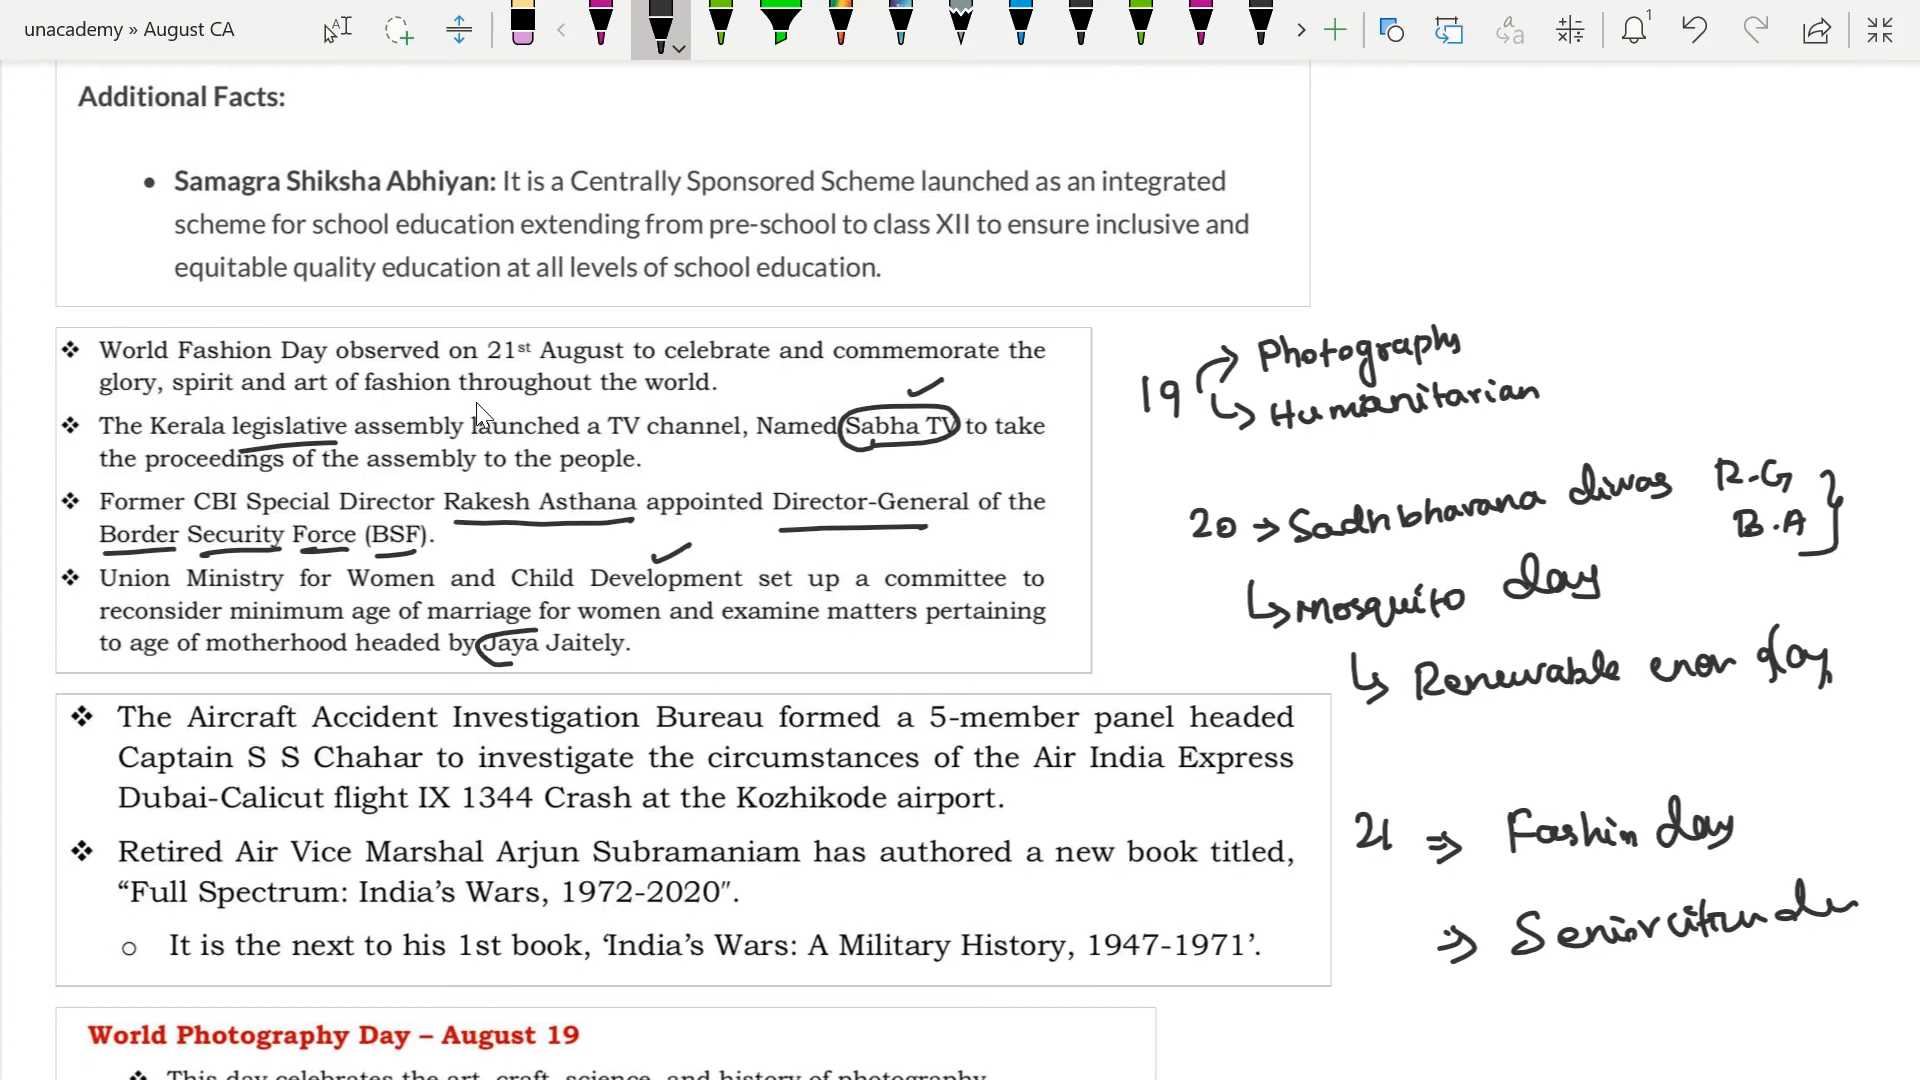 unacademy » August CA
Additional Facts:
• Samagra Shiksha Abhiyan: It is a Centrally Sponsored Scheme launched as an integrated
scheme for school education extending from pre-school to class XII to ensure inclusive and
equitable quality education at all levels of school education.
❖ World Fashion Day observed on 21st August to celebrate and commemorate the
glory, spirit and art of fashion throughout the world.
❖ The Kerala legislative assembly launched a TV channel, Named Sabha TV to take
the proceedings of the assembly to the people.
❖ Former CBI Special Director Rakesh Asthana appointed Director-General of the
Border Security Force (BSF).
❖ Union Ministry for Women and Child Development set up a committee to
reconsider minimum age of marriage for women and examine matters pertaining
to age of motherhood headed by Jaya Jaitely.
19 → Photography
↳ Humanitarian
20 → Sadhbhavana diwas R.G
B.A
↳ Mosquito day
↳ Renewable day
21 ⇒ Fashin day
⇒ Senior
❖ The Aircraft Accident Investigation Bureau formed a 5-member panel headed
Captain S S Chahar to investigate the circumstances of the Air India Express
Dubai-Calicut flight IX 1344 Crash at the Kozhikode airport.
❖ Retired Air Vice Marshal Arjun Subramaniam has authored a new book titled,
“Full Spectrum: India’s Wars, 1972-2020".
o It is the next to his 1st book, ‘India’s Wars: A Military History, 1947-1971’.
World Photography Day – August 19
❖ This day celebrates the art, craft, science, and history of photography